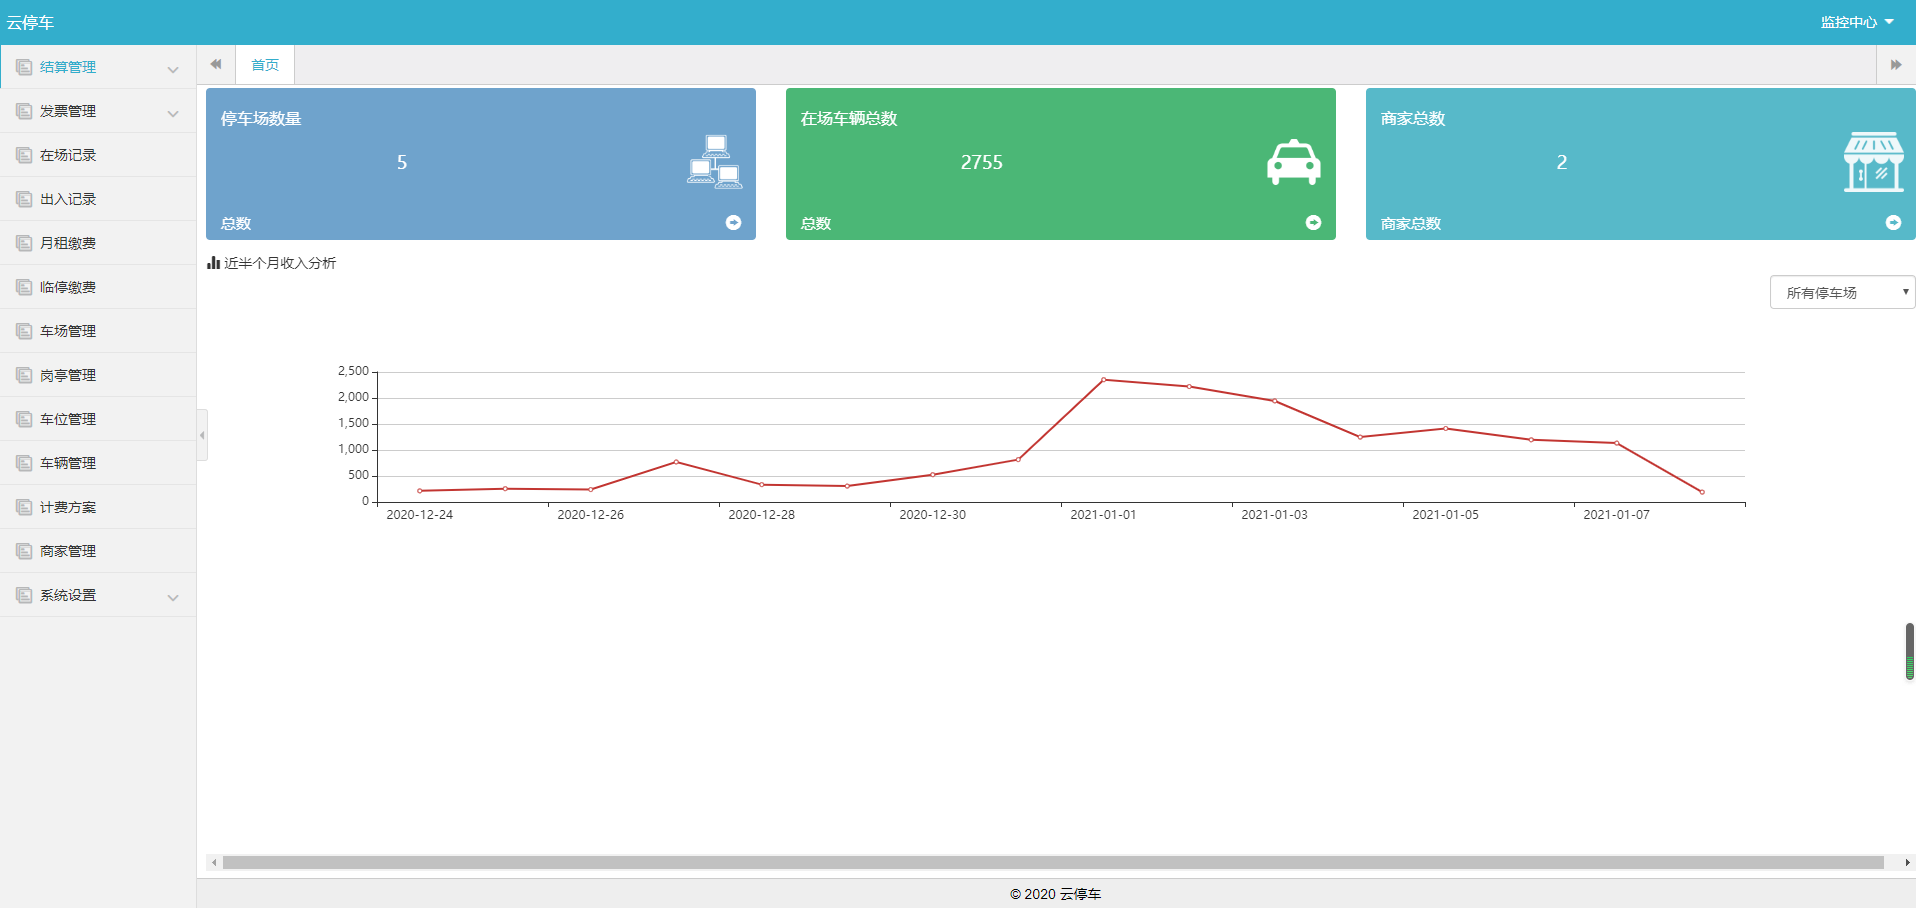 云停车
监控中心
结算管理
发票管理
在场记录
出入记录
月租缴费
临停缴费
车场管理
岗亭管理
车位管理
车辆管理
计费方案
商家管理
系统设置
首页
停车场数量
5
总数
在场车辆总数
2755
总数
商家总数
2
商家总数
近半个月收入分析
所有停车场
2,500
2,000
1,500
1,000
500
0
2020-12-24 2020-12-26 2020-12-28 2020-12-30 2021-01-01 2021-01-03 2021-01-05 2021-01-07
© 2020 云停车